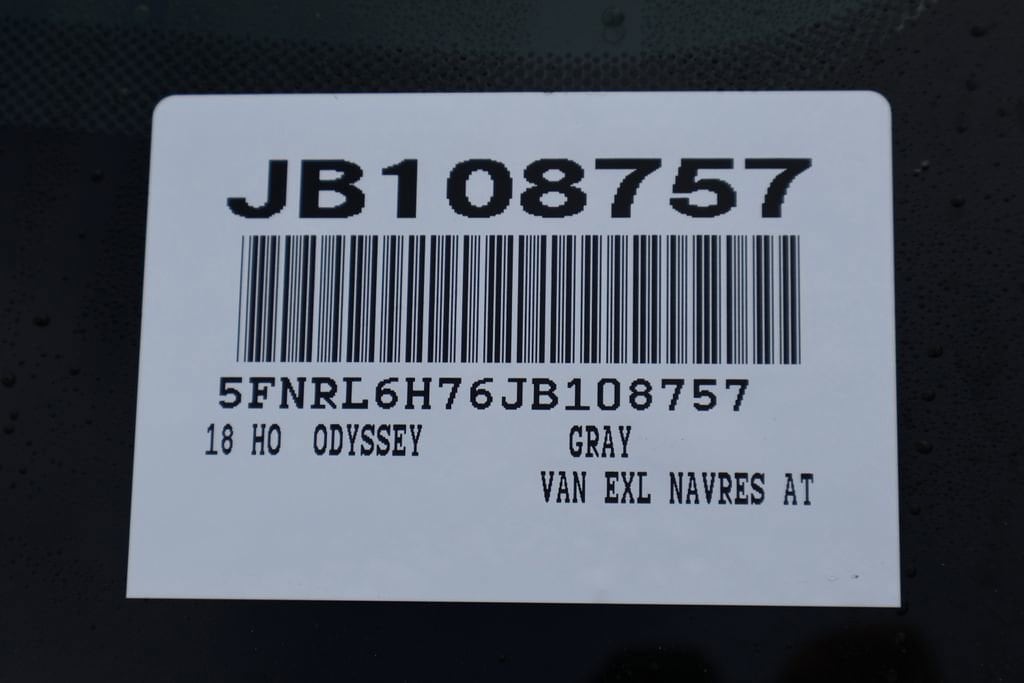 JB108757
5FNRL6H76JB108757
18 HO ODYSSEY GRAY
VAN EXL NAVRES AT